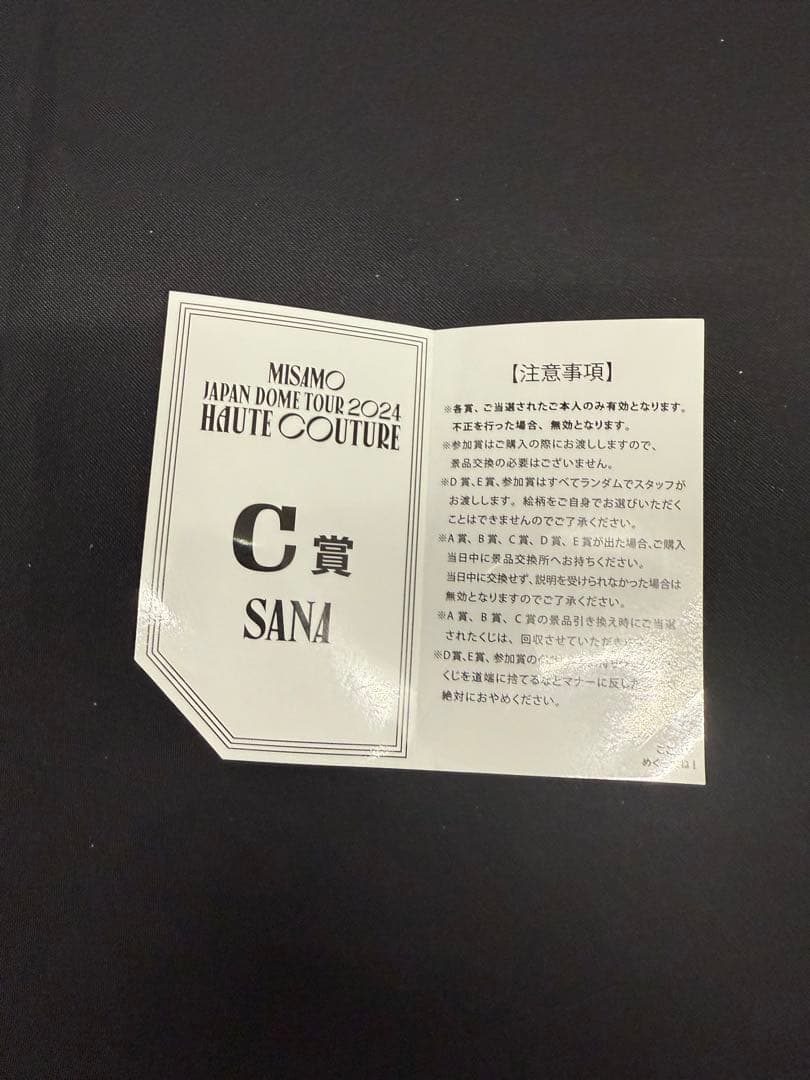 MISAMO
JAPAN DOME TOUR 2024
HAUTE COUTURE
C賞
SANA
【注意事項】
※各賞、ご当選されたご本人のみ有効となります。
不正を行った場合、無効となります。
※参加賞はご購入の際にお渡ししますので、
景品交換の必要はございません。
※D賞、E賞、参加賞はすべてランダムでスタッフが
お渡しします。絵柄をご自身でお選びいただく
ことはできませんのでご了承ください。
※A賞、B賞、C賞、D賞、E賞が出た場合、ご購入
当日中に景品交換所へお持ちください。
当日中に交換せず、説明を受けられなかった場合は
無効となりますのでご了承ください。
※A賞、B賞、C賞の景品引き換え時にご当選
されたくじは、回収させていただき
※D賞、E賞、参加賞の
くじを道端に捨てるなどマナーに反した
絶対におやめください。
ここ
めく ね!